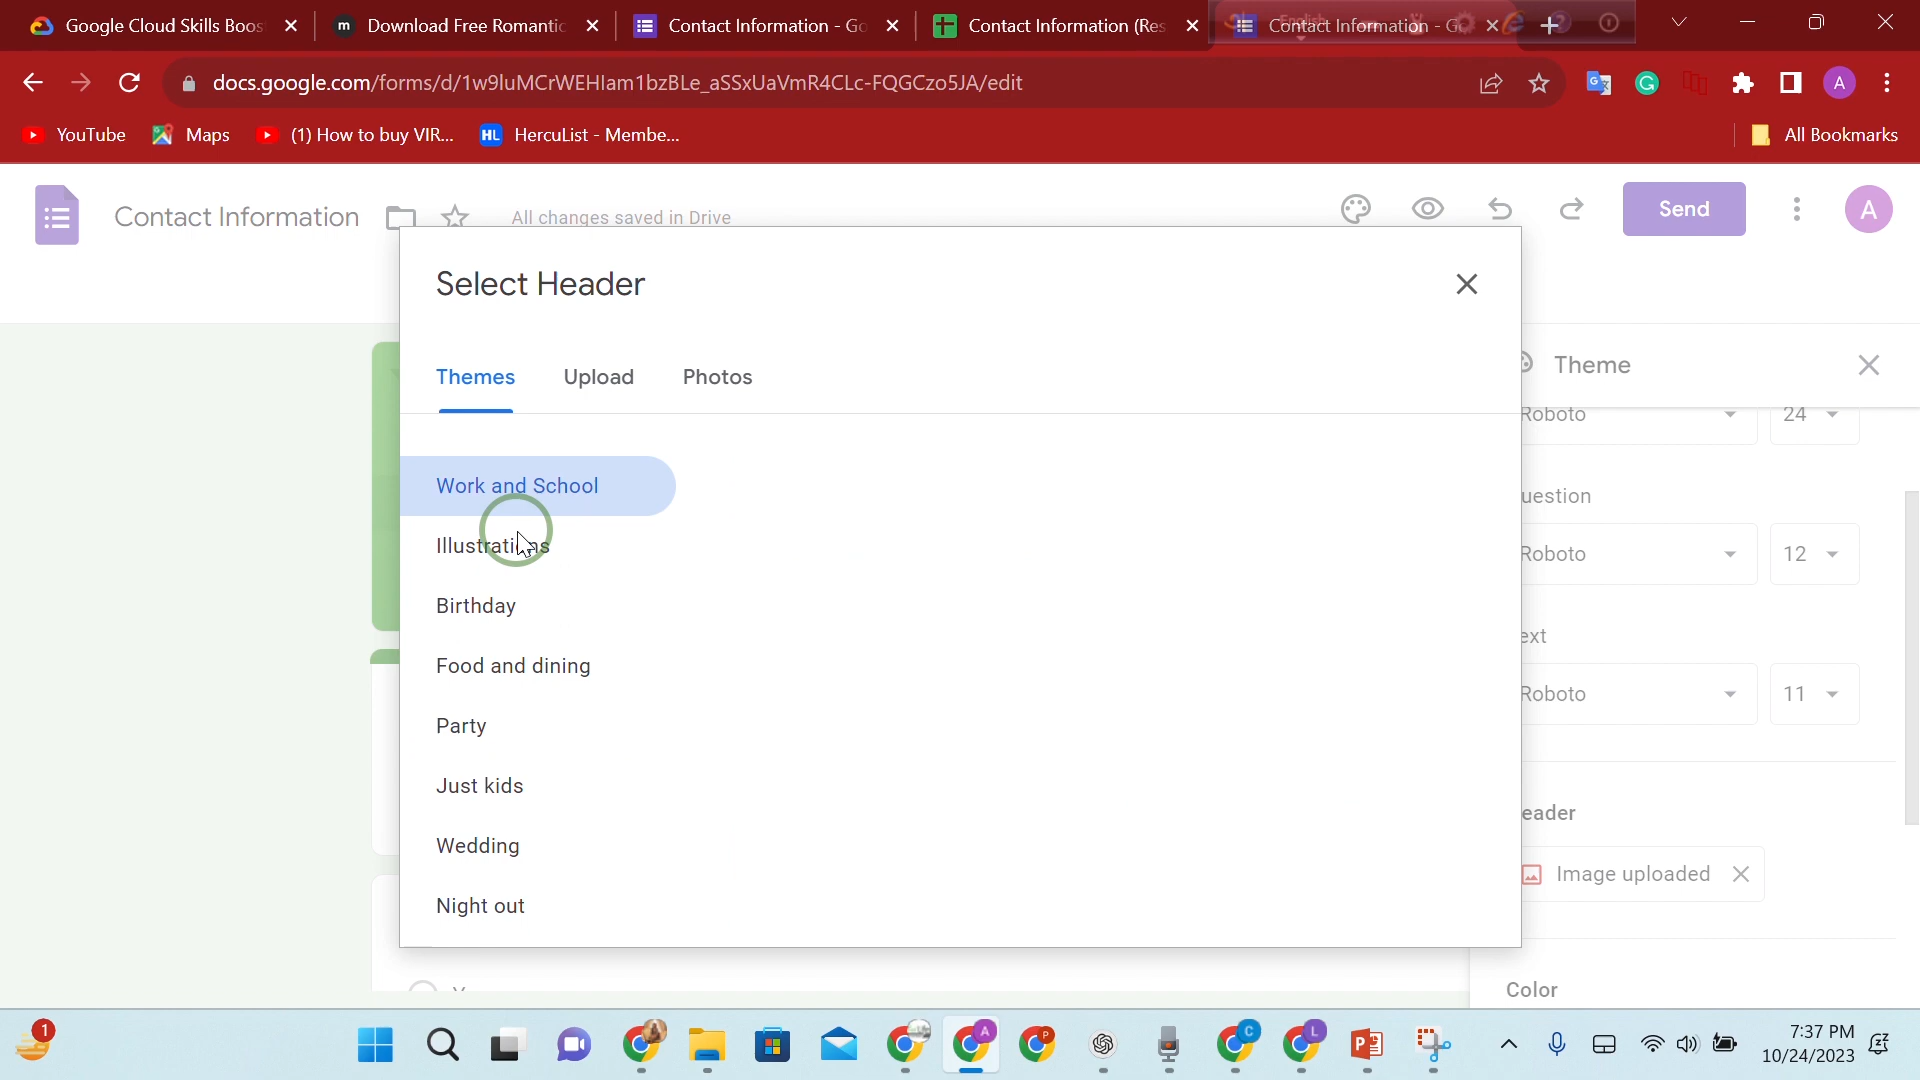 Google Cloud Skills Boos
Download Free Romantic
Contact Information - Go
Contact Information (Res
Contact Information - G
docs.google.com/forms/d/1w9luMCrWEHIam1bzBLe_aSSxUaVmR4CLc-FQGCzo5JA/edit
A
YouTube
Maps
(1) How to buy VIR...
HL HercuList - Membe...
All Bookmarks
Contact Information
All changes saved in Drive
Send
A
Select Header
Themes
Upload
Photos
Work and School
Illustrations
Birthday
Food and dining
Party
Just kids
Wedding
Night out
Theme
Roboto
24
uestion
Roboto
12
ext
Roboto
11
eader
Image uploaded
Color
1
7:37 PM
10/24/2023